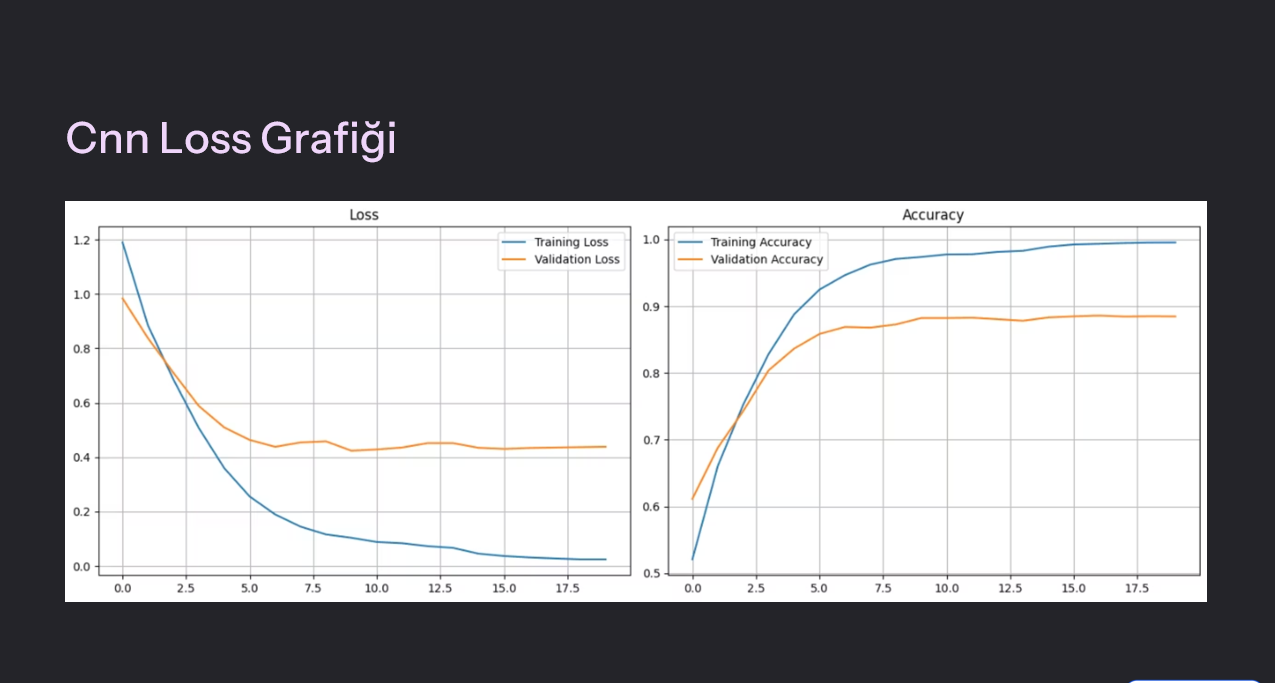 Cnn Loss Grafiği
Loss
Training Loss
Validation Loss
1.2
1.0
0.8
0.6
0.4
0.2
0.0
0.0 2.5 5.0 7.5 10.0 12.5 15.0 17.5
Accuracy
Training Accuracy
Validation Accuracy
1.0
0.9
0.8
0.7
0.6
0.5
0.0 2.5 5.0 7.5 10.0 12.5 15.0 17.5